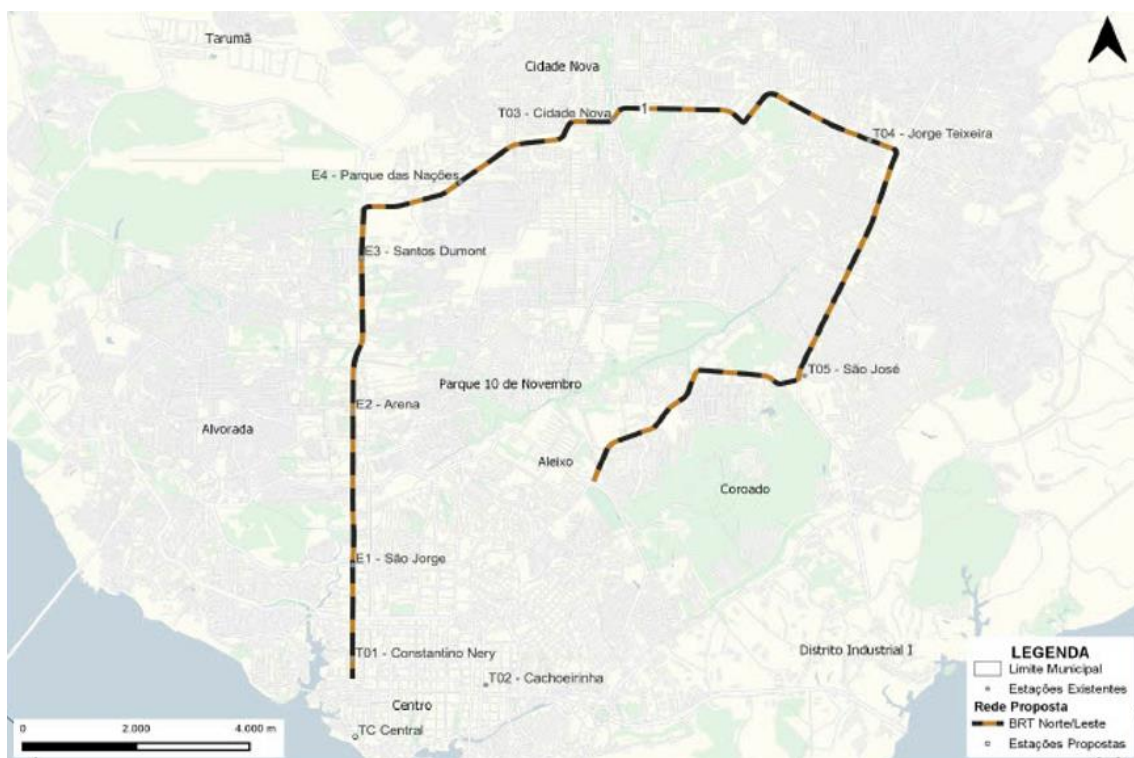 Tarumã
Cidade Nova
T03 - Cidade Nova
1
T04 - Jorge Teixeira
E4 - Parque das Nações
E3 - Santos Dumont
T05 - São José
Parque 10 de Novembro
E2 - Arena
Alvorada
Aleixo
Coroado
E1 - São Jorge
T01 - Constantino Nery
Distrito Industrial I
T02 - Cachoeirinha
Centro
TC Central
0 2.000 4.000 m
LEGENDA
Limite Municipal
Estações Existentes
Rede Proposta
BRT Norte/Leste
Estações Propostas